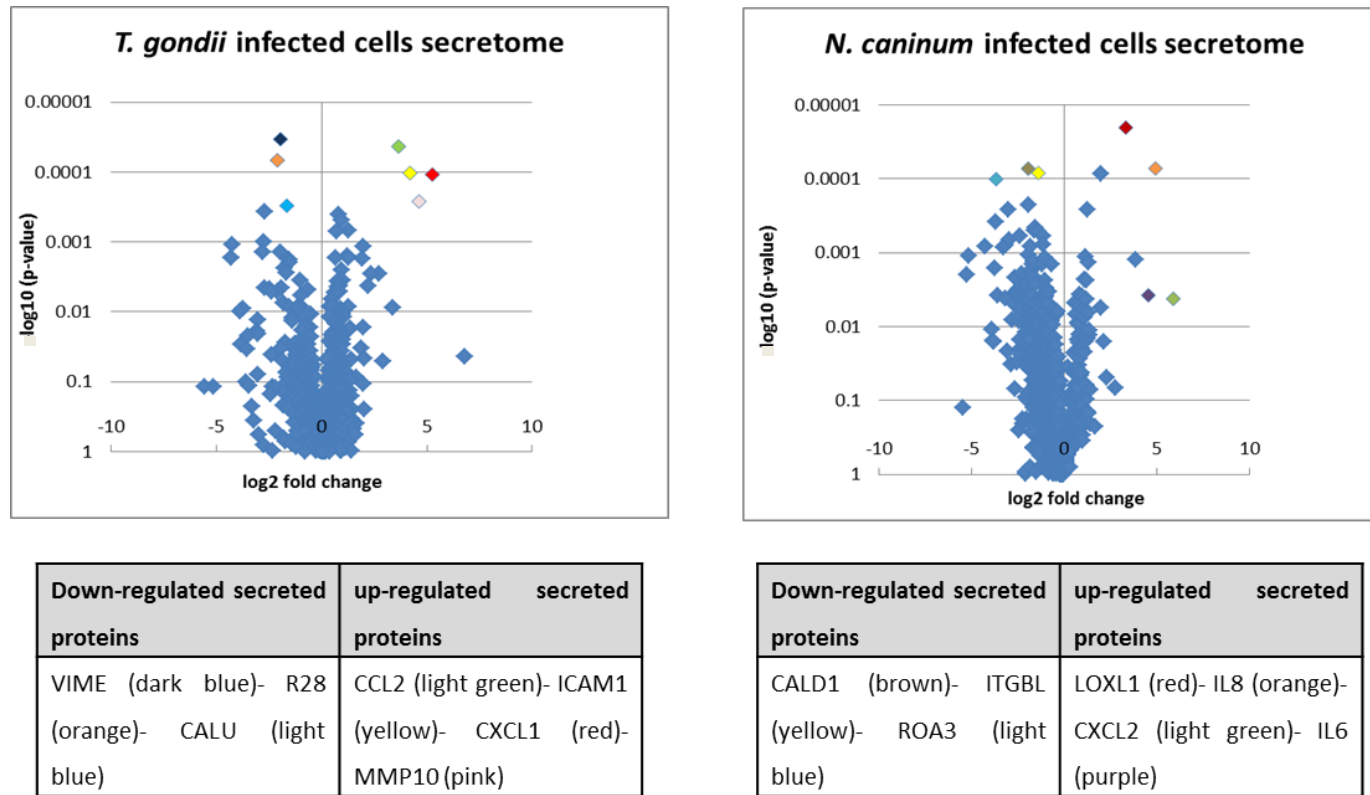 T. gondii infected cells secretome
0.00001
0.0001
0.001
0.01
0.1
1
-10
-5
0
5
10
log10 (p-value)
log2 fold change
N. caninum infected cells secretome
0.00001
0.0001
0.001
0.01
0.1
1
-10
-5
0
5
10
log10 (p-value)
log2 fold change
Down-regulated secreted
proteins
up-regulated secreted
proteins
VIME (dark blue)- R28
(orange)- CALU (light
blue)
CCL2 (light green)- ICAM1
(yellow)- CXCL1 (red)-
MMP10 (pink)
Down-regulated secreted
proteins
up-regulated secreted
proteins
CALD1 (brown)- ITGBL
(yellow)- ROA3 (light
blue)
LOXL1 (red)- IL8 (orange)-
CXCL2 (light green)- IL6
(purple)